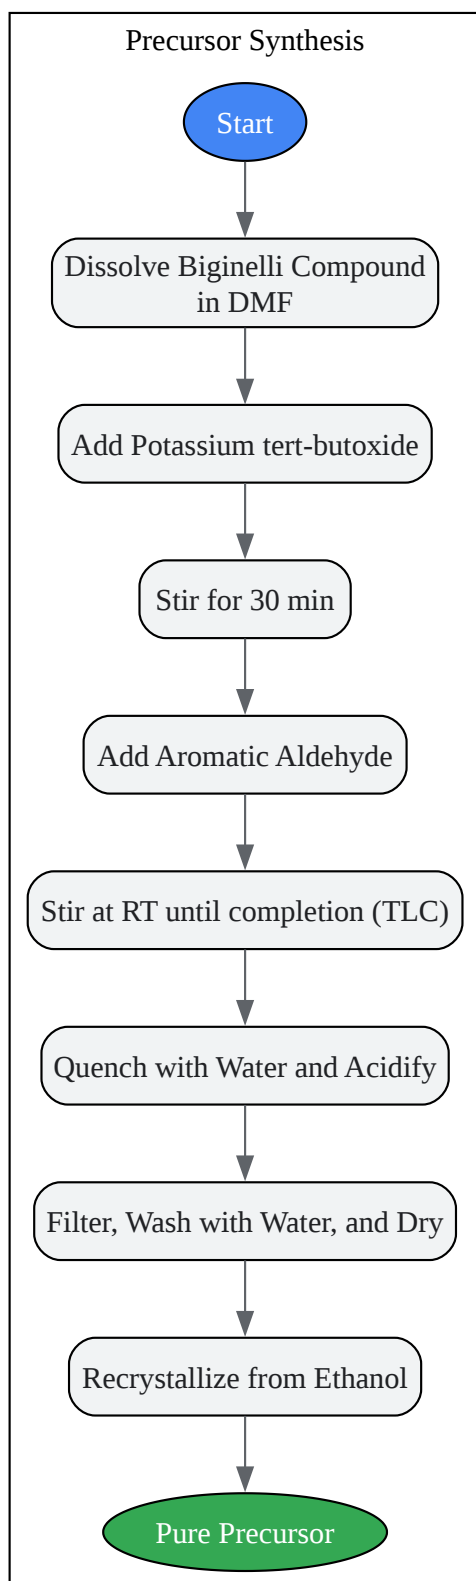 Precursor Synthesis
Start
Dissolve Biginelli Compound
in DMF
Add Potassium tert-butoxide
Stir for 30 min
Add Aromatic Aldehyde
Stir at RT until completion (TLC)
Quench with Water and Acidify
Filter, Wash with Water, and Dry
Recrystallize from Ethanol
Pure Precursor